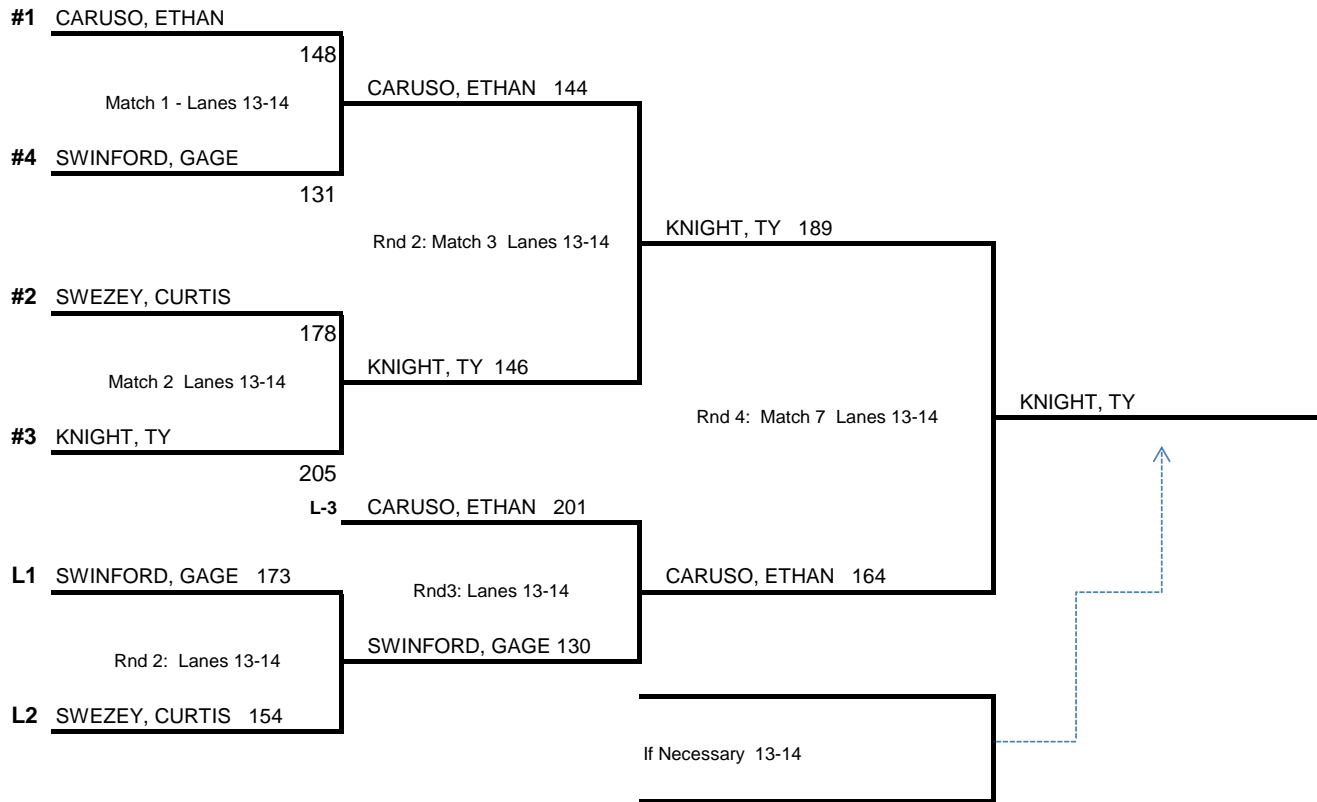 #1 CARUSO, ETHAN
148
CARUSO, ETHAN 144
Match 1 - Lanes 13-14
#4 SWINFORD, GAGE
131
KNIGHT, TY 189
Rnd 2: Match 3 Lanes 13-14
#2 SWEZEY, CURTIS
178
KNIGHT, TY 146
Match 2 Lanes 13-14
KNIGHT, TY
Rnd 4: Match 7 Lanes 13-14
#3 KNIGHT, TY
205
L-3 CARUSO, ETHAN 201
L1 SWINFORD, GAGE 173
CARUSO, ETHAN 164
Rnd3: Lanes 13-14
SWINFORD, GAGE 130
Rnd 2: Lanes 13-14
L2 SWEZEY, CURTIS 154
If Necessary 13-14